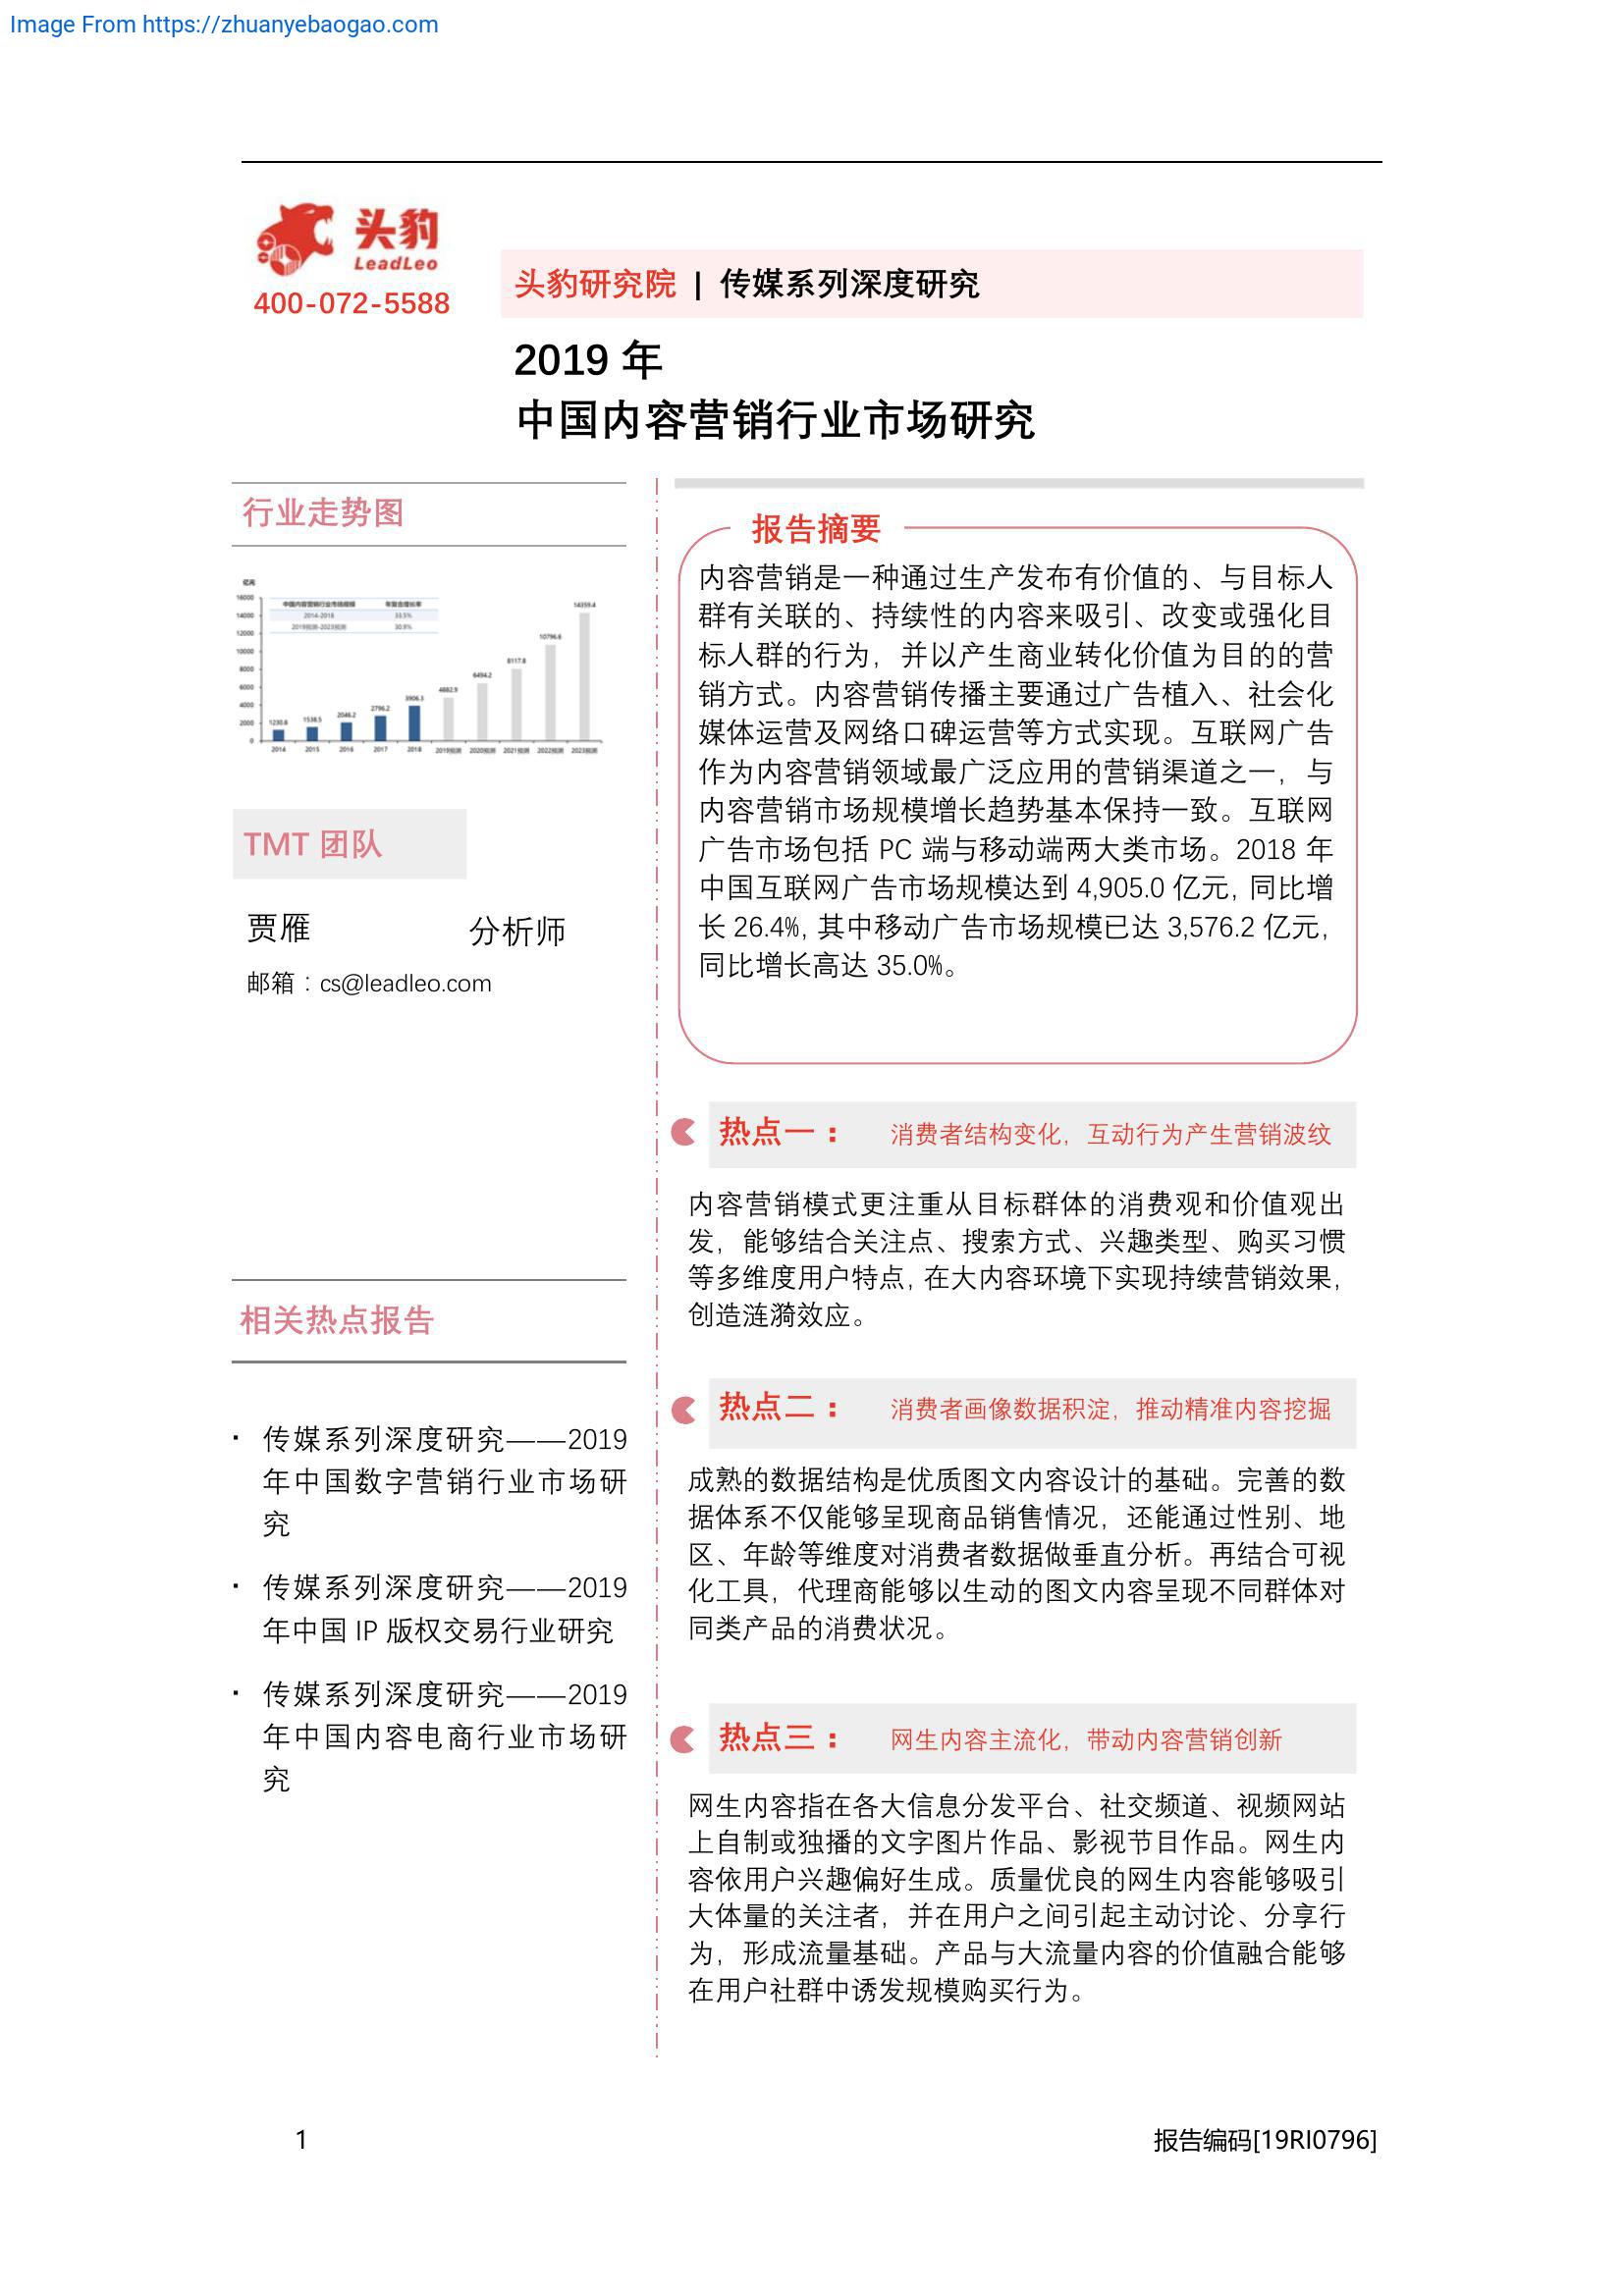 Image From https://zhuanyebaogao.com
头豹
LeadLeo
400-072-5588
头豹研究院 | 传媒系列深度研究
2019 年
中国内容营销行业市场研究
行业走势图
亿元
中国内容营销行业市场规模 年复合增长率
2014-2018 33.5%
2019预测-2023预测 30.9%
16000
14000
12000
10000
8000
6000
4000
2000
0
1230.8
1538.5
2046.2
2796.2
3906.3
4882.9
6494.2
8117.8
10796.6
14359.4
2014 2015 2016 2017 2018 2019预测 2020预测 2021预测 2022预测 2023预测
TMT 团队
贾雁 分析师
邮箱：cs@leadleo.com
相关热点报告
· 传媒系列深度研究——2019
年中国数字营销行业市场研
究
· 传媒系列深度研究——2019
年中国 IP 版权交易行业研究
· 传媒系列深度研究——2019
年中国内容电商行业市场研
究
报告摘要
内容营销是一种通过生产发布有价值的、与目标人
群有关联的、持续性的内容来吸引、改变或强化目
标人群的行为，并以产生商业转化价值为目的的营
销方式。内容营销传播主要通过广告植入、社会化
媒体运营及网络口碑运营等方式实现。互联网广告
作为内容营销领域最广泛应用的营销渠道之一，与
内容营销市场规模增长趋势基本保持一致。互联网
广告市场包括 PC 端与移动端两大类市场。2018 年
中国互联网广告市场规模达到 4,905.0 亿元, 同比增
长 26.4%, 其中移动广告市场规模已达 3,576.2 亿元,
同比增长高达 35.0%。
热点一： 消费者结构变化，互动行为产生营销波纹
内容营销模式更注重从目标群体的消费观和价值观出
发，能够结合关注点、搜索方式、兴趣类型、购买习惯
等多维度用户特点, 在大内容环境下实现持续营销效果,
创造涟漪效应。
热点二： 消费者画像数据积淀，推动精准内容挖掘
成熟的数据结构是优质图文内容设计的基础。完善的数
据体系不仅能够呈现商品销售情况，还能通过性别、地
区、年龄等维度对消费者数据做垂直分析。再结合可视
化工具，代理商能够以生动的图文内容呈现不同群体对
同类产品的消费状况。
热点三： 网生内容主流化，带动内容营销创新
网生内容指在各大信息分发平台、社交频道、视频网站
上自制或独播的文字图片作品、影视节目作品。网生内
容依用户兴趣偏好生成。质量优良的网生内容能够吸引
大体量的关注者，并在用户之间引起主动讨论、分享行
为，形成流量基础。产品与大流量内容的价值融合能够
在用户社群中诱发规模购买行为。
1
报告编码[19RI0796]